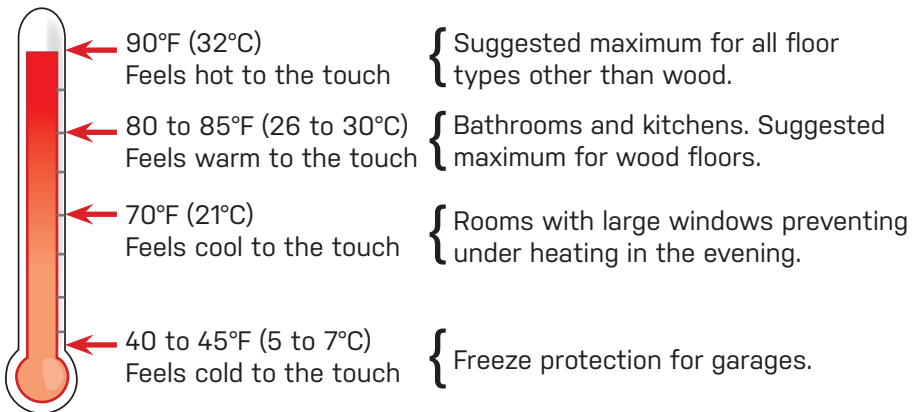 90°F (32°C)
Feels hot to the touch
Suggested maximum for all floor
types other than wood.
80 to 85°F (26 to 30°C)
Feels warm to the touch
Bathrooms and kitchens. Suggested
maximum for wood floors.
70°F (21°C)
Feels cool to the touch
Rooms with large windows preventing
under heating in the evening.
40 to 45°F (5 to 7°C)
Feels cold to the touch
Freeze protection for garages.